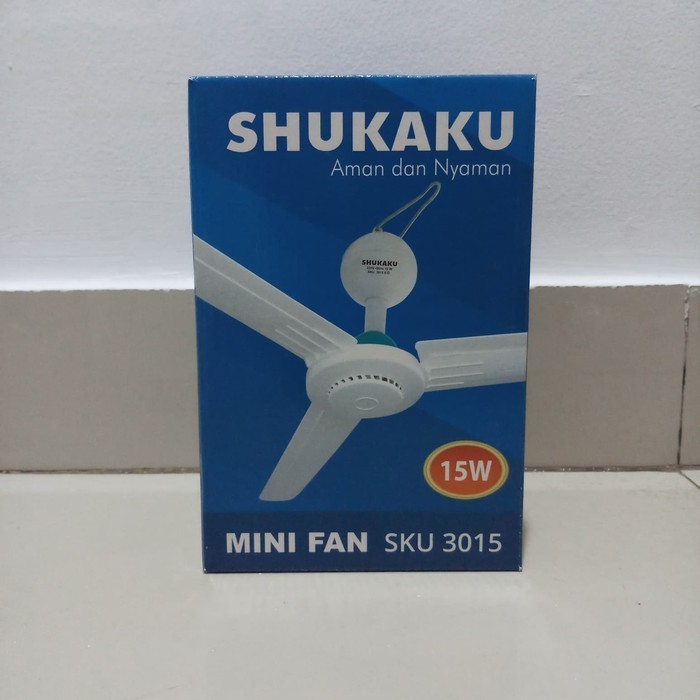 SHUKAKU
Aman dan Nyaman
SHUKAKU
15W
MINI FAN SKU 3015